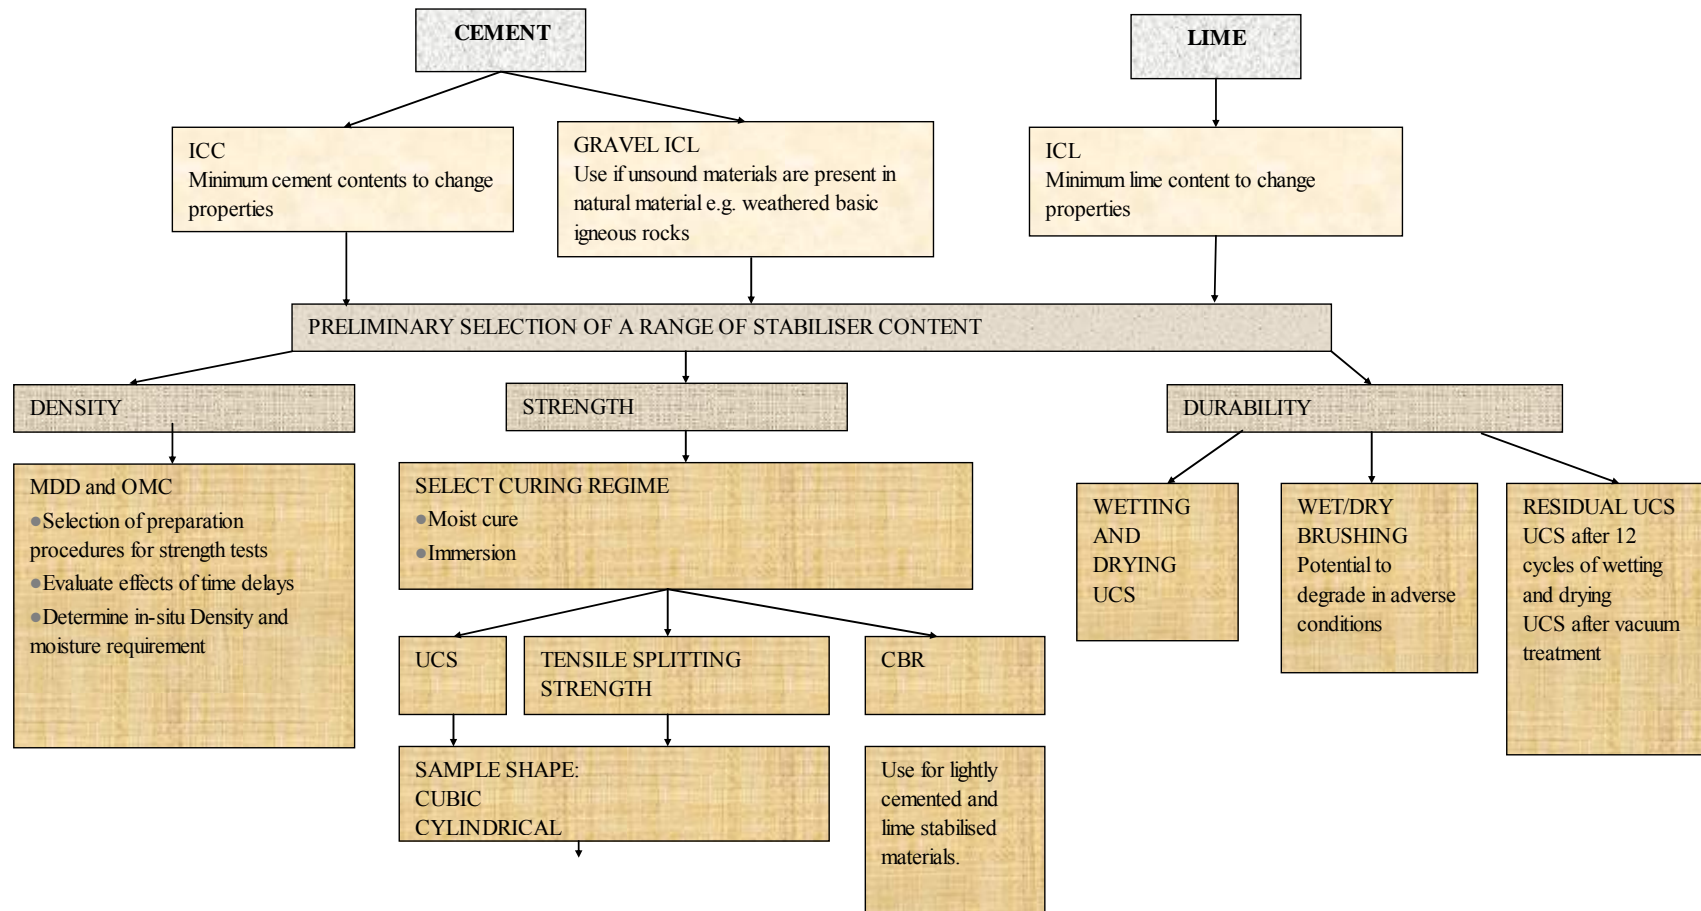 CEMENT
LIME
ICC
Minimum cement contents to change
properties
GRAVEL ICL
Use if unsound materials are present in
natural material e.g. weathered basic
igneous rocks
ICL
Minimum lime content to change
properties
PRELIMINARY SELECTION OF A RANGE OF STABILISER CONTENT
DENSITY
STRENGTH
DURABILITY
MDD and OMC
●Selection of preparation
procedures for strength tests
●Evaluate effects of time delays
●Determine in-situ Density and
moisture requirement
SELECT CURING REGIME
●Moist cure
●Immersion
WETTING
AND
DRYING
UCS
WET/DRY
BRUSHING
Potential to
degrade in adverse
conditions
RESIDUAL UCS
UCS after 12
cycles of wetting
and drying
UCS after vacuum
treatment
UCS
TENSILE SPLITTING
STRENGTH
CBR
SAMPLE SHAPE:
CUBIC
CYLINDRICAL
Use for lightly
cemented and
lime stabilised
materials.